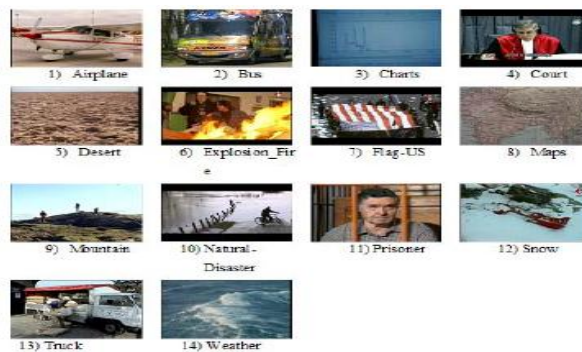 1) Airplane
2) Bus
3) Charts
4) Court
5) Desert
6) Explosion_Fir
e
7) Flag-US
8) Maps
9) Mountain
10) Natural-
Disaster
11) Prisoner
12) Snow
13) Truck
14) Weather